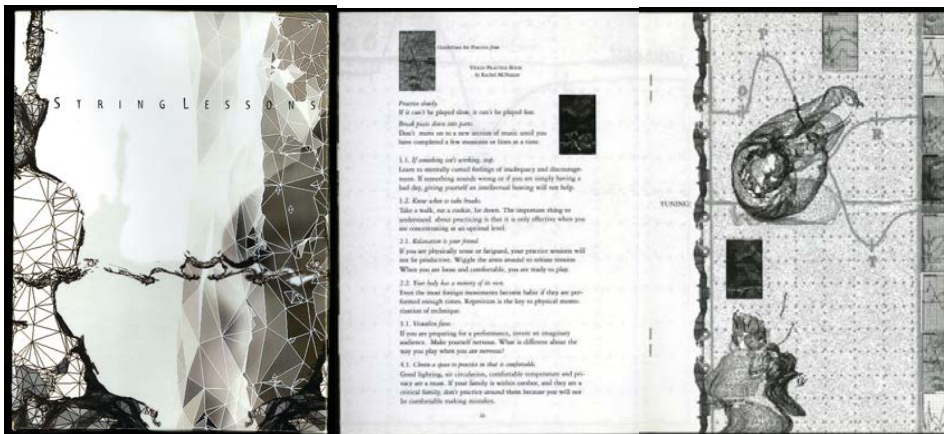 STRING LESSONS
Guidelines for Practice from
VIOLIN PRACTICE BOOK
by Rachel
Practice slowly.
If it can't be played slow, it can't be played fast.
Break pieces down into parts.
Don't move on to a new section of music until you
have completed a few measures or lines at a time.
1.1. If something isn't working, stop.
Learn to mentally curtail feelings of inadequacy and discourage-
ment. If something sounds wrong or if you are simply having a
bad day, giving yourself an intellectual beating will not help.
1.2. Know when to take breaks.
Take a walk, eat a cookie, lie down. The important thing to
understand about practicing is that it is only effective when you
are concentrating at an optimal level.
2.1. Relaxation is your friend.
If you are physically tense or fatigued, your practice sessions will
not be productive. Wiggle the arms around to release tension.
When you are loose and comfortable, you are ready to play.
2.2. Your body has a memory of its own.
Even the most foreign movements become habit if they are per-
formed enough times. Repetition is the key to physical memo-
rization of technique.
3.1. Visualize fear.
If you are preparing for a performance, invent an imaginary
audience. Make yourself nervous. What is different about the
way you play when you are nervous?
4.1. Choose a space to practice in that is comfortable.
Good lighting, air circulation, comfortable temperature and pri-
vacy are a must. If your family is within earshot, and they are a
critical family, don't practice around them because you will not
be comfortable making mistakes.
TUNING
P
R
T